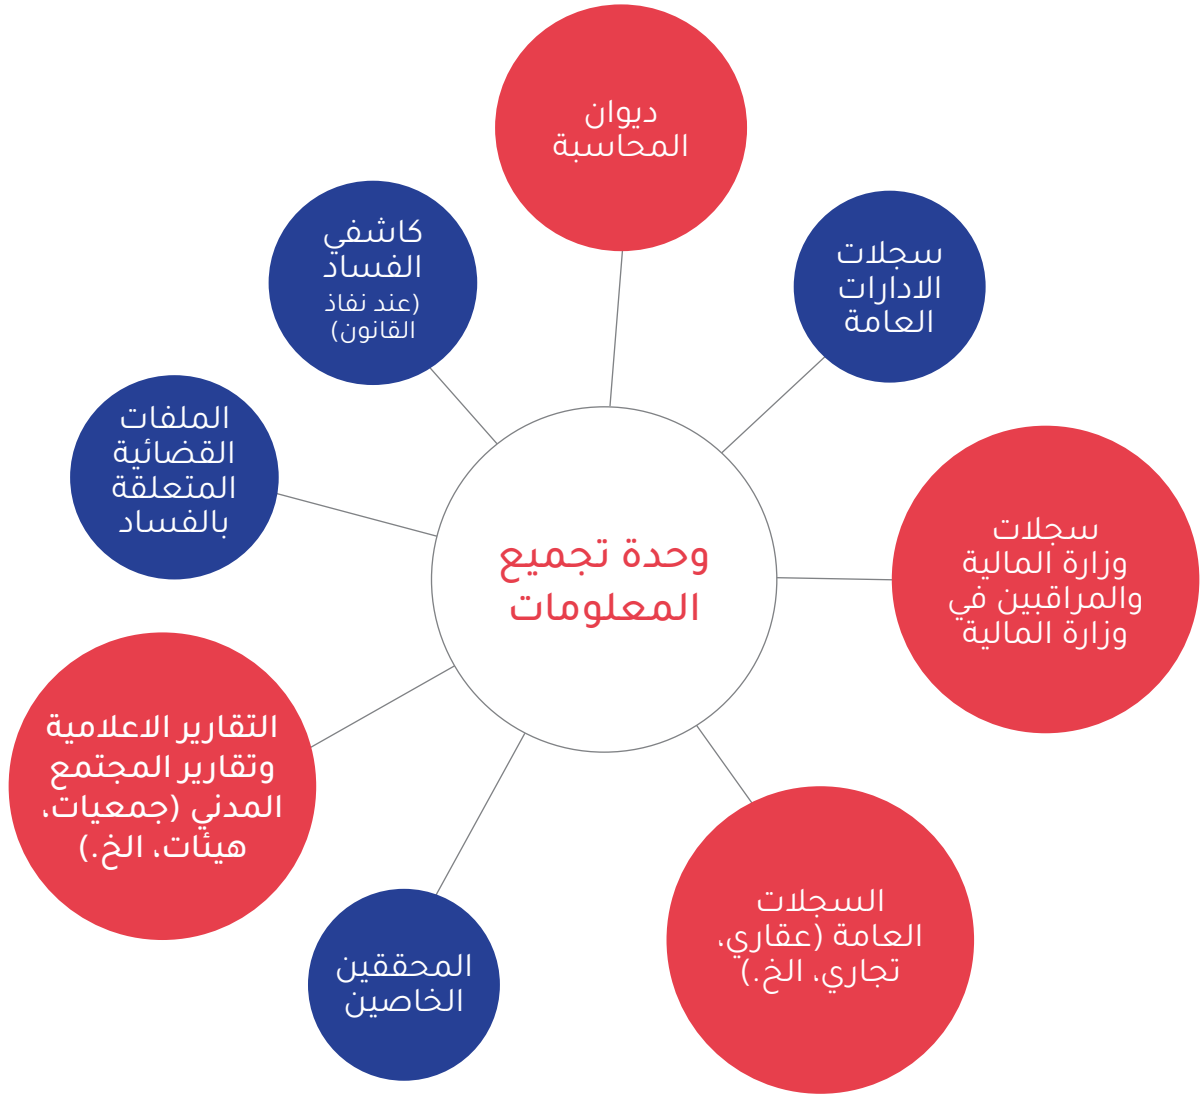 ديوان
المحاسبة
سجلات
الادارات
العامة
كاشفي
الفساد
(عند نفاذ
القانون)
الملفات
القضائية
المتعلقة
بالفساد
سجلات
وزارة المالية
والمراقبين في
وزارة المالية
وحدة تجميع
المعلومات
التقارير الاعلامية
وتقارير المجتمع
المدني (جمعيات،
هيئات، الخ.)
السجلات
العامة (عقاري،
تجاري، الخ.)
المحققين
الخاصين